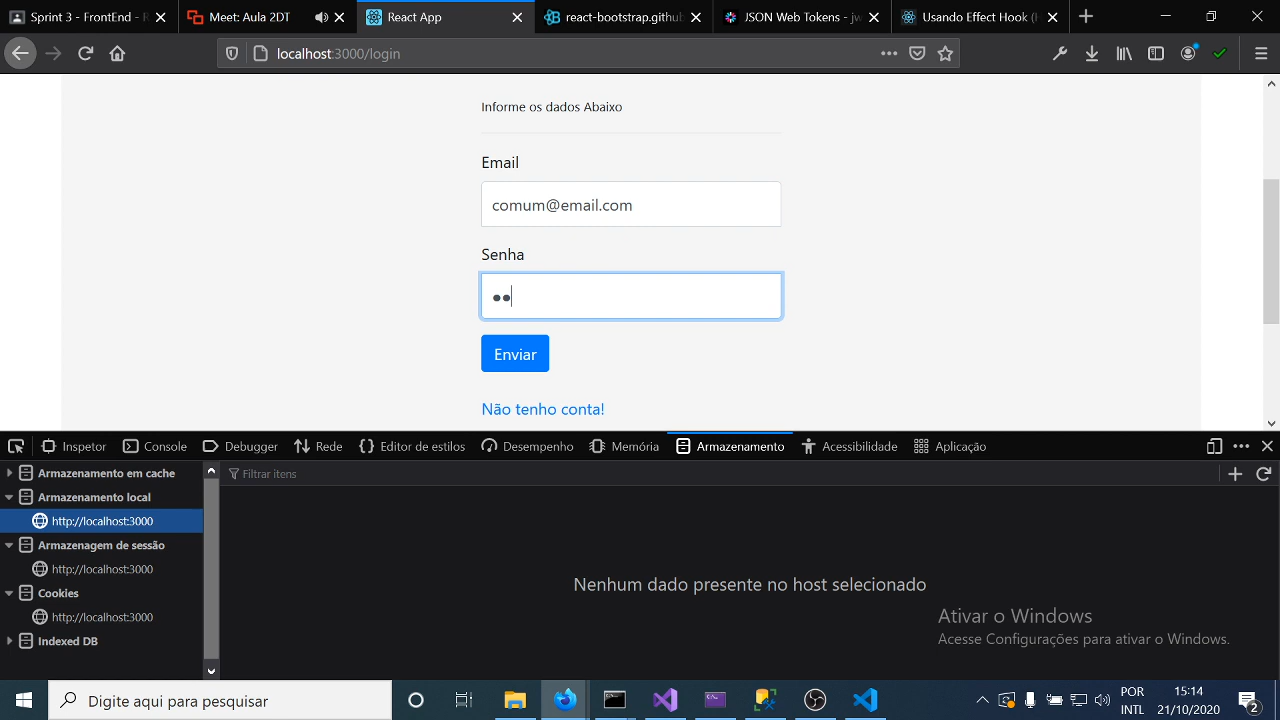 Sprint 3 - FrontEnd - R
Meet: Aula 2DT
React App
react-bootstrap.github
JSON Web Tokens - jw
Usando Effect Hook (
localhost:3000/login
Informe os dados Abaixo
Email
comum@email.com
Senha
Enviar
Não tenho conta!
Inspetor
Console
Debugger
Rede
Editor de estilos
Desempenho
Memória
Armazenamento
Acessibilidade
Aplicação
Armazenamento em cache
Filtrar itens
Armazenamento local
http://localhost:3000
Armazenagem de sessão
http://localhost:3000
Cookies
http://localhost:3000
Indexed DB
Nenhum dado presente no host selecionado
Ativar o Windows
Acesse Configurações para ativar o Windows.
Digite aqui para pesquisar
POR
INTL
15:14
21/10/2020
2